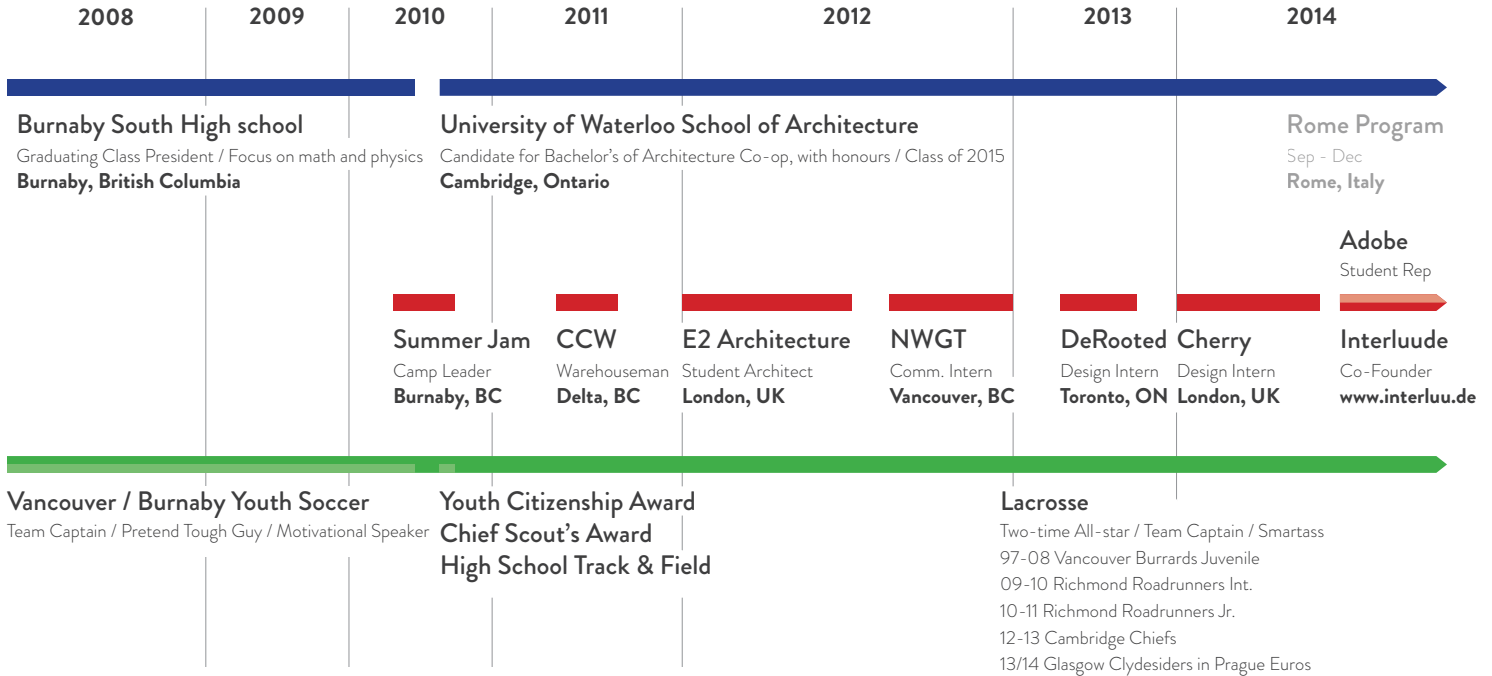 2008
2009
2010
2011
2012
2013
2014
Burnaby South High school
Graduating Class President / Focus on math and physics
Burnaby, British Columbia
University of Waterloo School of Architecture
Candidate for Bachelor's of Architecture Co-op, with honours / Class of 2015
Cambridge, Ontario
Rome Program
Sep - Dec
Rome, Italy
Adobe
Student Rep
Summer Jam
Camp Leader
Burnaby, BC
CCW
Warehouseman
Delta, BC
E2 Architecture
Student Architect
London, UK
NWGT
Comm. Intern
Vancouver, BC
DeRooted
Design Intern
Toronto, ON
Cherry
Design Intern
London, UK
Interluude
Co-Founder
www.interluu.de
Vancouver / Burnaby Youth Soccer
Team Captain / Pretend Tough Guy / Motivational Speaker
Youth Citizenship Award
Chief Scout's Award
High School Track & Field
Lacrosse
Two-time All-star / Team Captain / Smartass
97-08 Vancouver Burrards Juvenile
09-10 Richmond Roadrunners Int.
10-11 Richmond Roadrunners Jr.
12-13 Cambridge Chiefs
13/14 Glasgow Clydesiders in Prague Euros